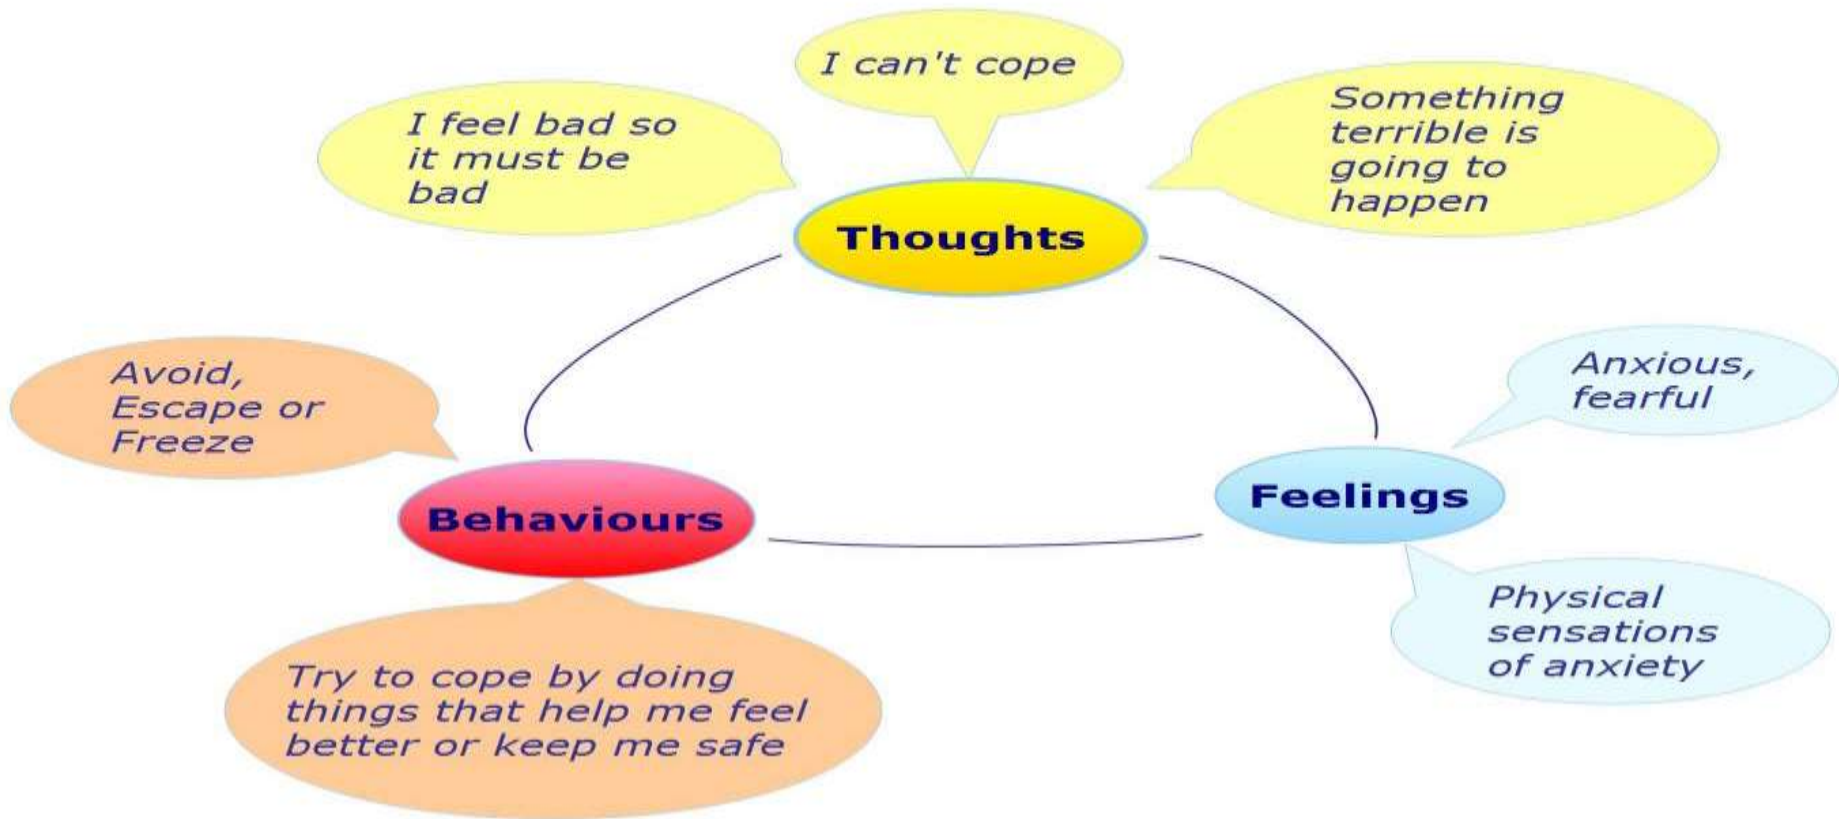 I can't cope
I feel bad so
it must be
bad
Something
terrible is
going to
happen
Thoughts
Avoid,
Escape or
Freeze
Anxious,
fearful
Behaviours
Feelings
Try to cope by doing
things that help me feel
better or keep me safe
Physical
sensations
of anxiety